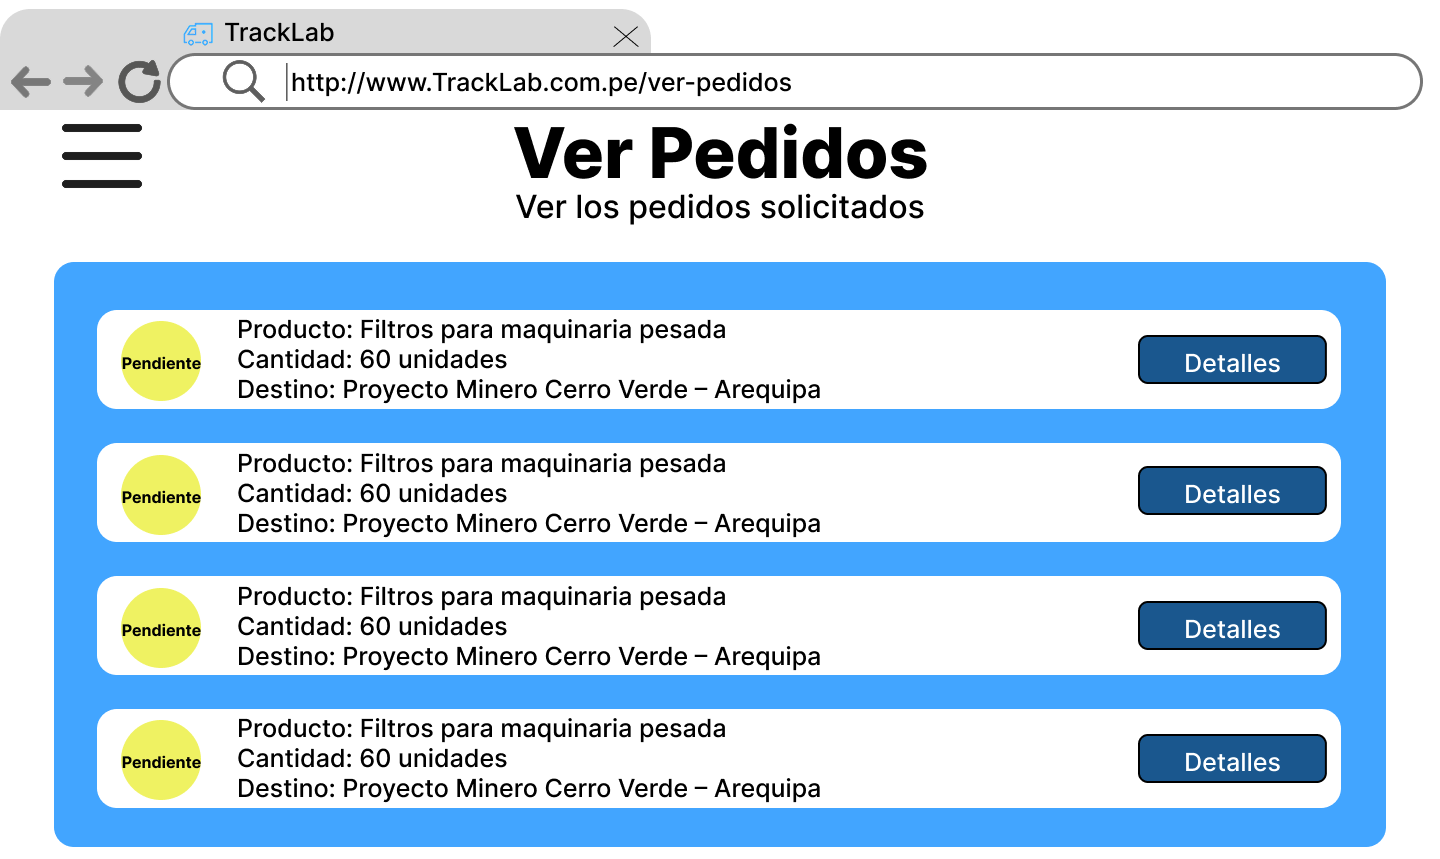 TrackLab
http://www.TrackLab.com.pe/ver-pedidos
Ver Pedidos
Ver los pedidos solicitados
Pendiente
Producto: Filtros para maquinaria pesada
Cantidad: 60 unidades
Destino: Proyecto Minero Cerro Verde – Arequipa
Detalles
Pendiente
Producto: Filtros para maquinaria pesada
Cantidad: 60 unidades
Destino: Proyecto Minero Cerro Verde – Arequipa
Detalles
Pendiente
Producto: Filtros para maquinaria pesada
Cantidad: 60 unidades
Destino: Proyecto Minero Cerro Verde – Arequipa
Detalles
Pendiente
Producto: Filtros para maquinaria pesada
Cantidad: 60 unidades
Destino: Proyecto Minero Cerro Verde – Arequipa
Detalles